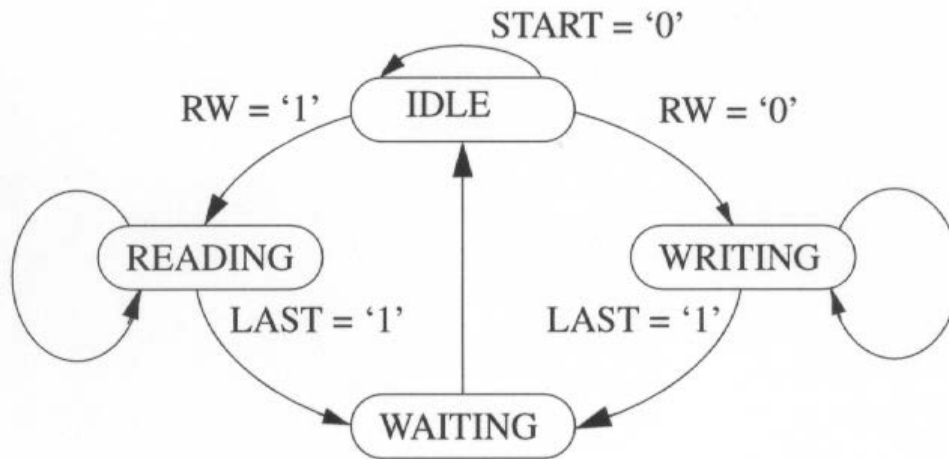 START = ‘0’
IDLE
RW = ‘1’
RW = ‘0’
READING
WRITING
LAST = ‘1’
LAST = ‘1’
WAITING